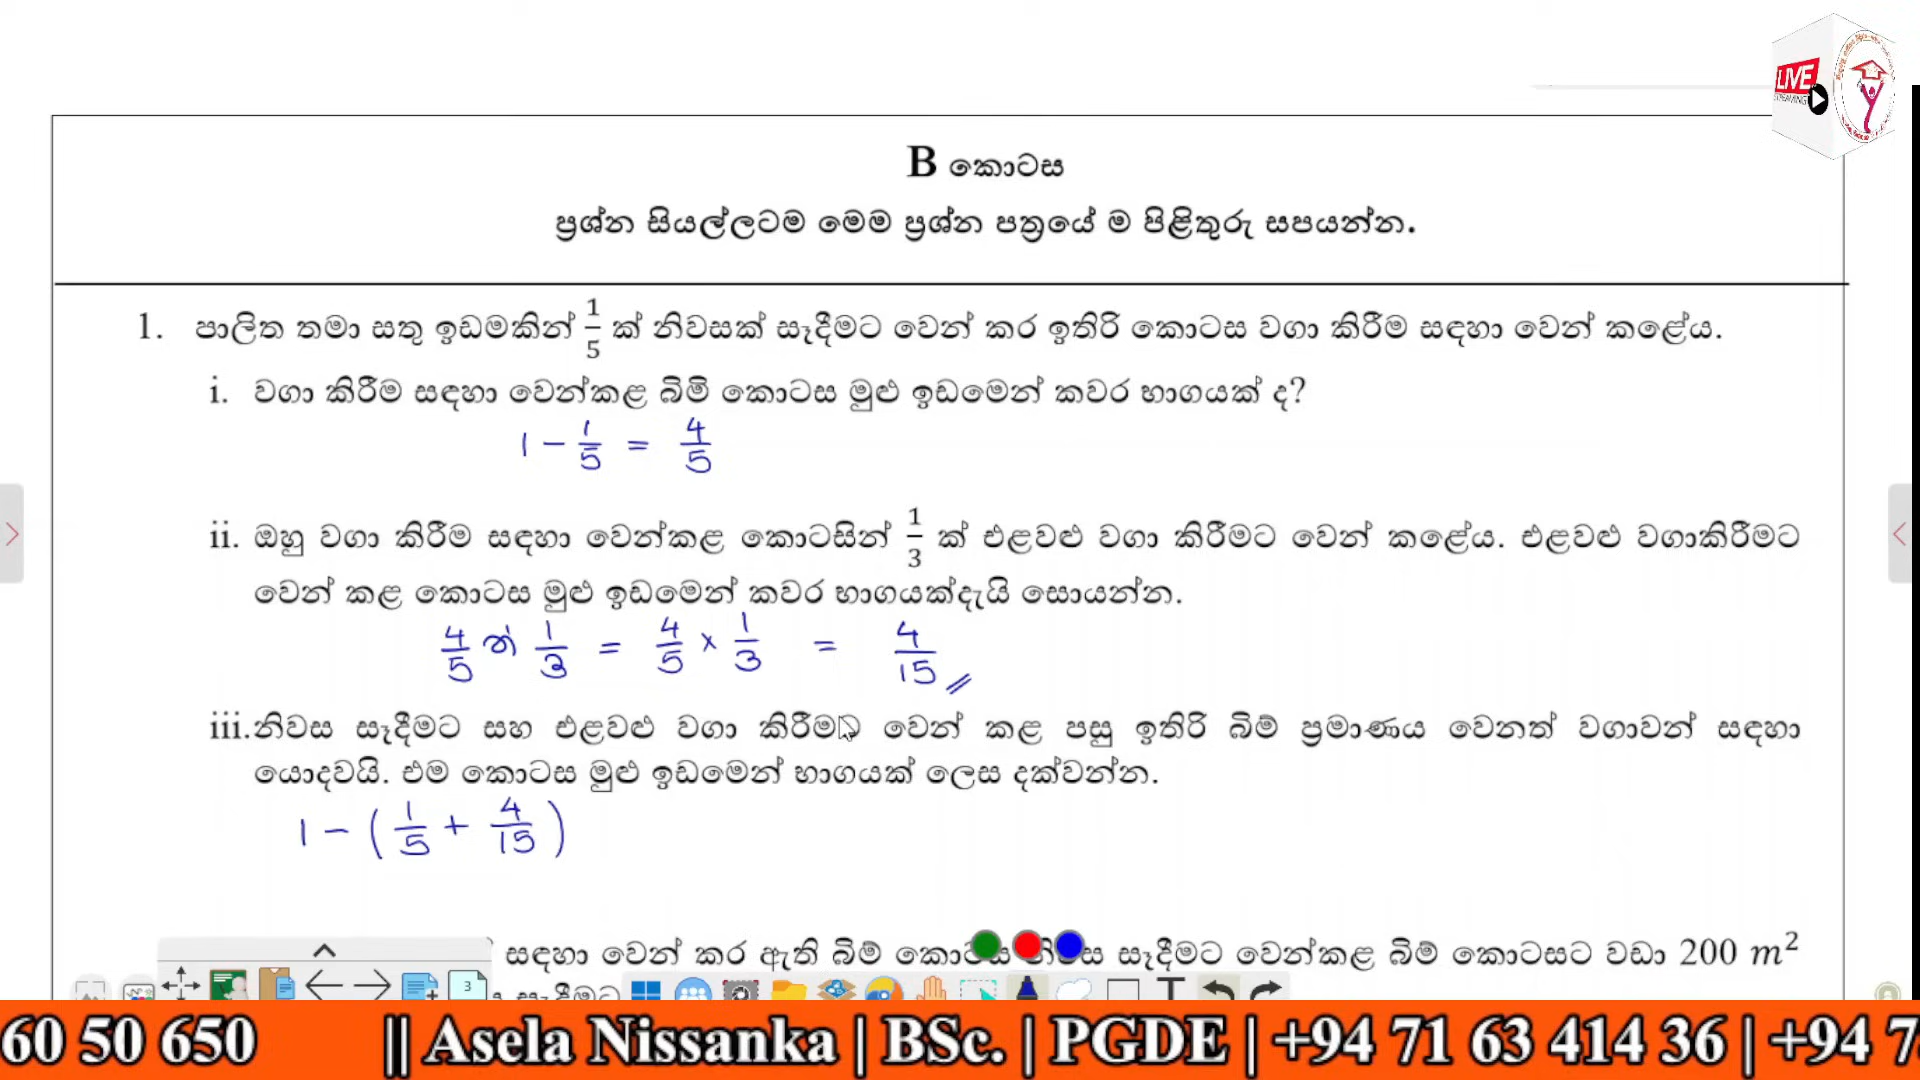 LIVE
STREAMING
B කොටස
ප්‍රශ්න සියල්ලටම මෙම ප්‍රශ්න පත්‍රයේ ම පිළිතුරු සපයන්න.
1. පාලිත තමා සතු ඉඩමකින් 1/5 ක් නිවසක් සෑදීමට වෙන් කර ඉතිරි කොටස වගා කිරීම සඳහා වෙන් කළේය.
i. වගා කිරීම සඳහා වෙන්කළ බිම් කොටස මුළු ඉඩමෙන් කවර භාගයක් ද?
1 - 1/5 = 4/5
ii. ඔහු වගා කිරීම සඳහා වෙන්කළ කොටසින් 1/3 ක් එළවළු වගා කිරීමට වෙන් කළේය. එළවළු වගාකිරීමට
වෙන් කළ කොටස මුළු ඉඩමෙන් කවර භාගයක්දැයි සොයන්න.
4/5 න් 1/3 = 4/5 × 1/3 = 4/15
iii. නිවස සෑදීමට සහ එළවළු වගා කිරීමට වෙන් කළ පසු ඉතිරි බිම් ප්‍රමාණය වෙනත් වගාවන් සඳහා
යොදවයි. එම කොටස මුළු ඉඩමෙන් භාගයක් ලෙස දක්වන්න.
1 - (1/5 + 4/15)
සඳහා වෙන් කර ඇති බිම් කොටස නිවස සෑදීමට වෙන්කළ බිම් කොටසට වඩා 200 m²
සෑදීමට
3
60 50 650 || Asela Nissanka | BSc. | PGDE | +94 71 63 414 36 | +94 7